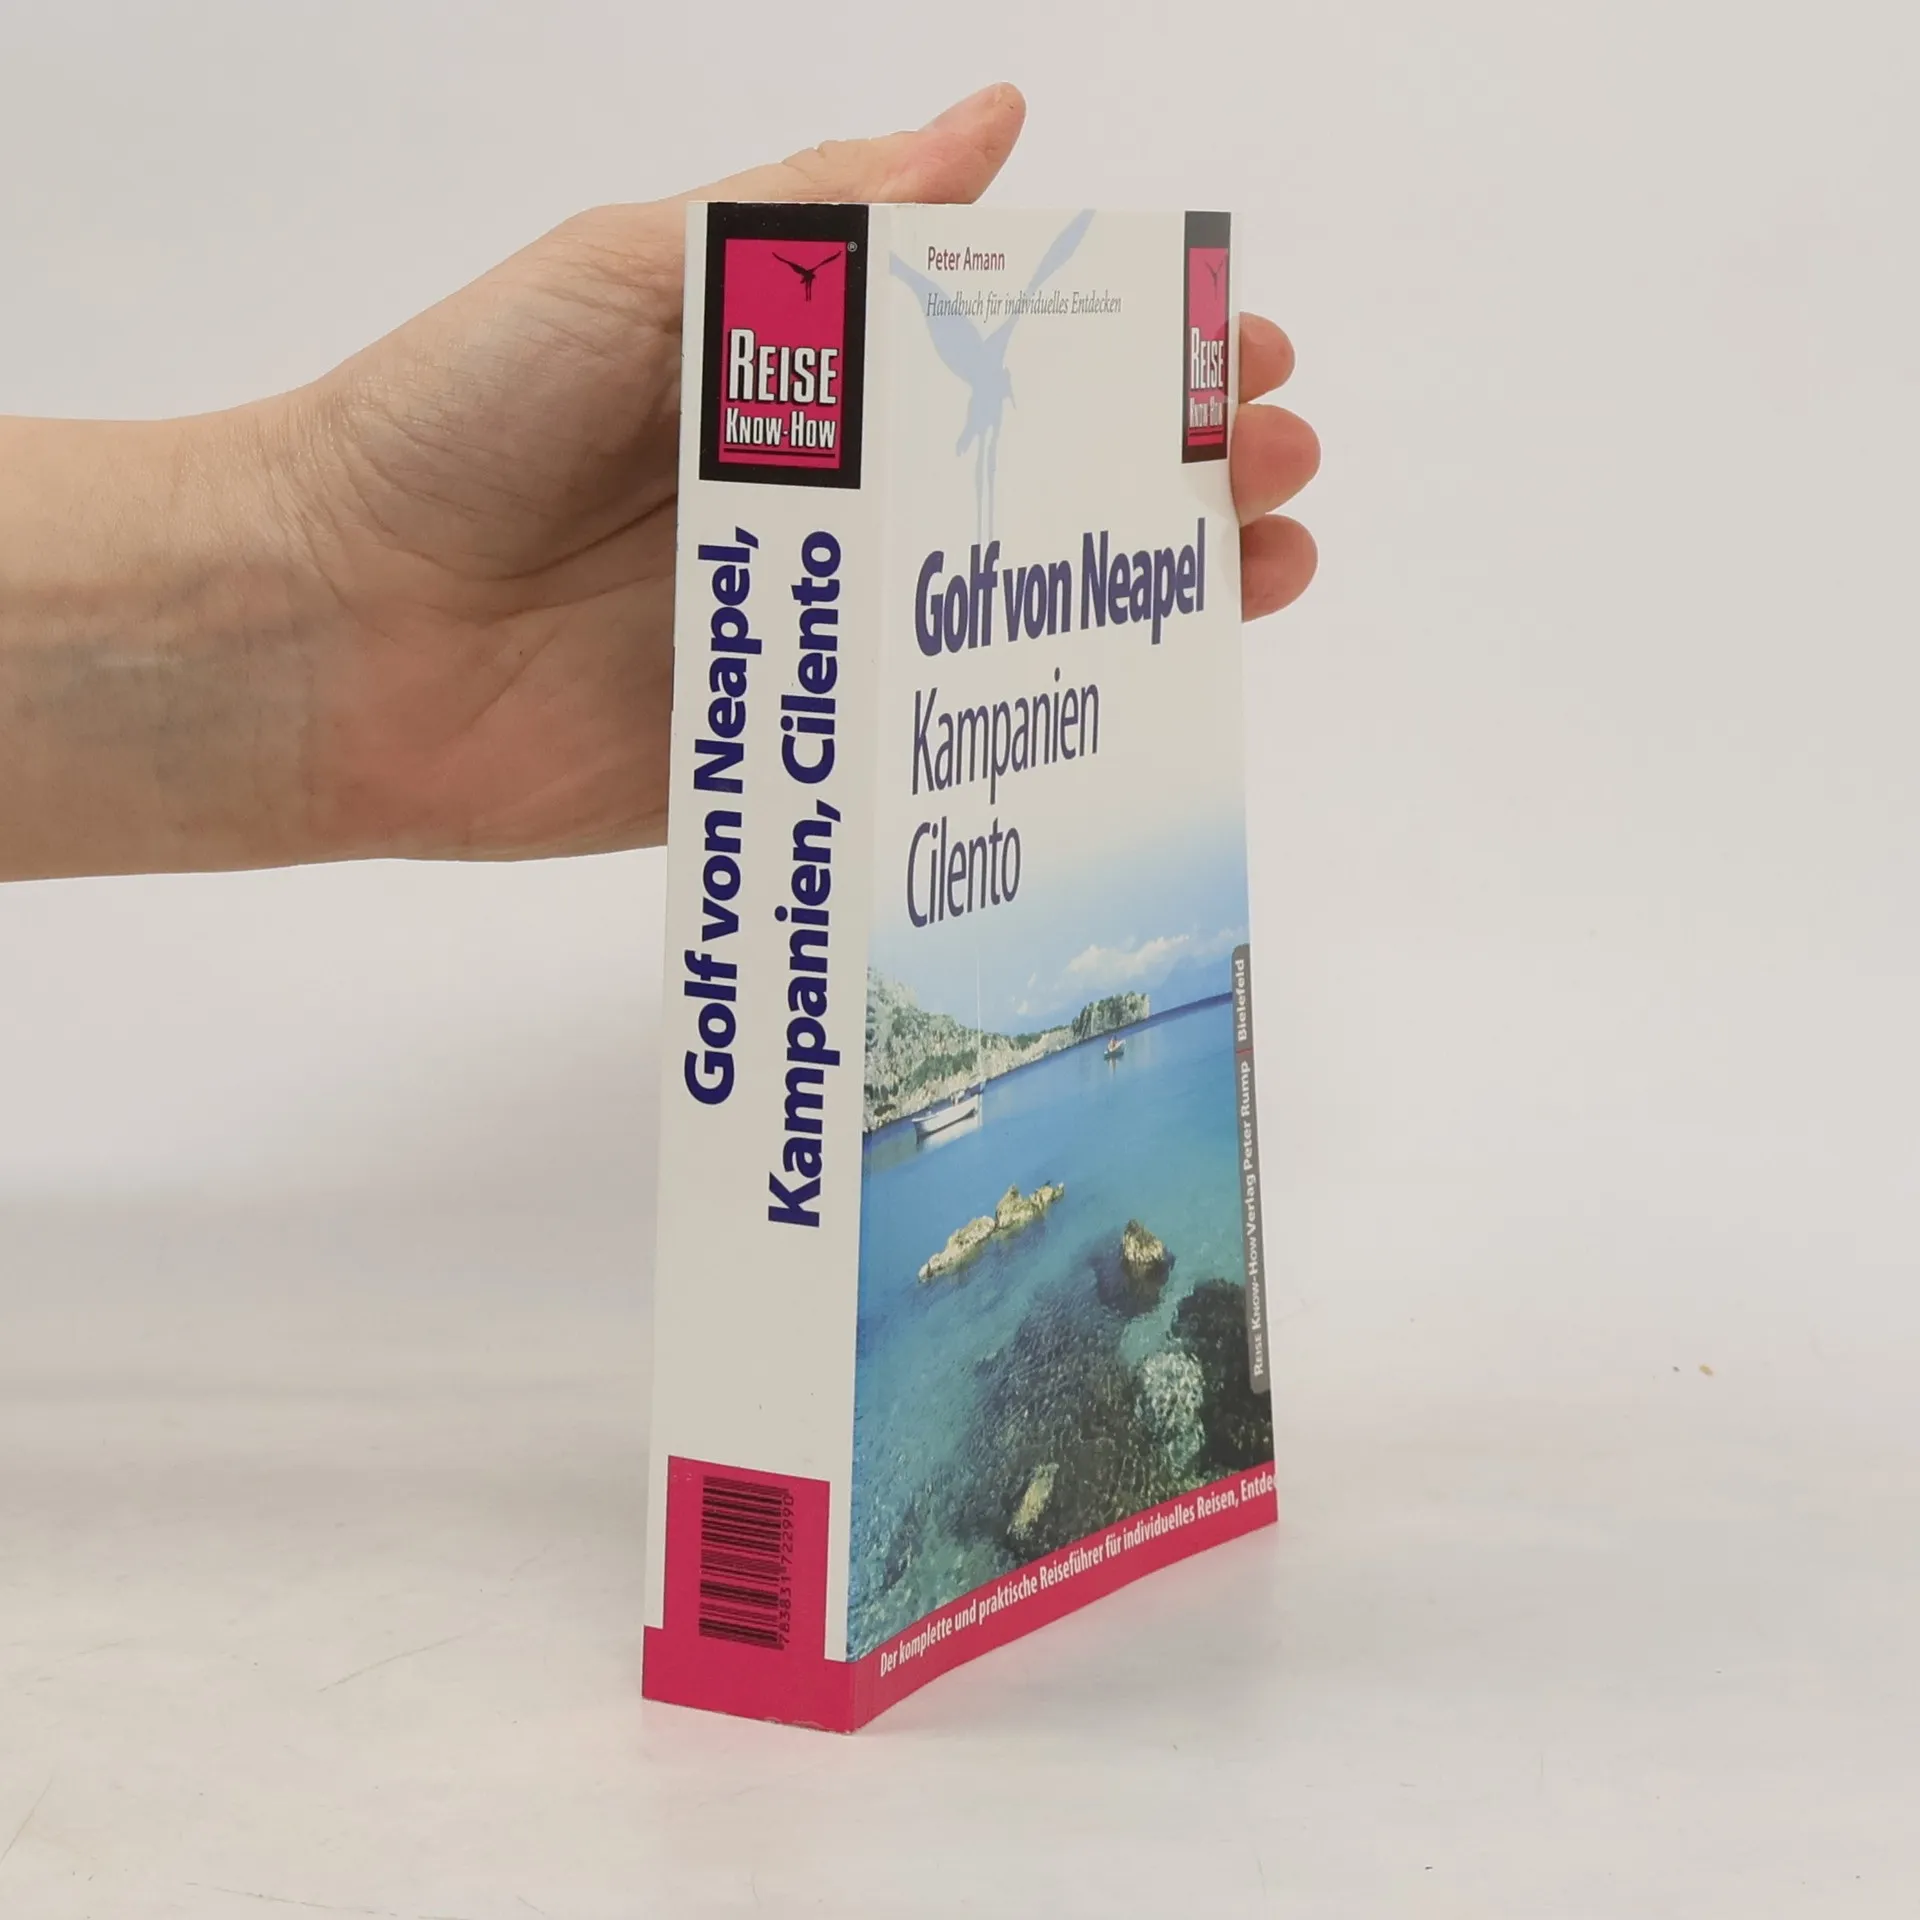 REISE
KNOW-HOW
®
Golf von Neapel,
Kampanien, Cilento
783831722990
Peter Amann
Handbuch für individuelles Entdecken
REISE
KNOW-HOW
Golf von Neapel
Kampanien
Cilento
REISE KNOW-HOW Verlag Peter Rump | Bielefeld
Der komplette und praktische Reiseführer für individuelles Reisen, Entdec